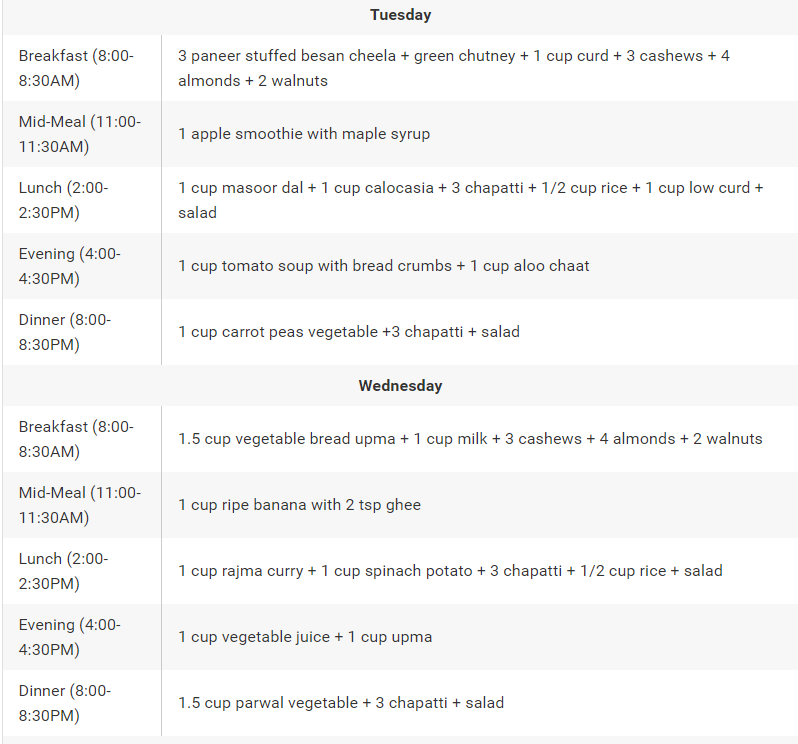 Tuesday
Breakfast (8:00-
8:30AM)
3 paneer stuffed besan cheela + green chutney + 1 cup curd + 3 cashews + 4
almonds + 2 walnuts
Mid-Meal (11:00-
11:30AM)
1 apple smoothie with maple syrup
Lunch (2:00-
2:30PM)
1 cup masoor dal + 1 cup calocasia + 3 chapatti + 1/2 cup rice + 1 cup low curd +
salad
Evening (4:00-
4:30PM)
1 cup tomato soup with bread crumbs + 1 cup aloo chaat
Dinner (8:00-
8:30PM)
1 cup carrot peas vegetable +3 chapatti + salad
Wednesday
Breakfast (8:00-
8:30AM)
1.5 cup vegetable bread upma + 1 cup milk + 3 cashews + 4 almonds + 2 walnuts
Mid-Meal (11:00-
11:30AM)
1 cup ripe banana with 2 tsp ghee
Lunch (2:00-
2:30PM)
1 cup rajma curry + 1 cup spinach potato + 3 chapatti + 1/2 cup rice + salad
Evening (4:00-
4:30PM)
1 cup vegetable juice + 1 cup upma
Dinner (8:00-
8:30PM)
1.5 cup parwal vegetable + 3 chapatti + salad